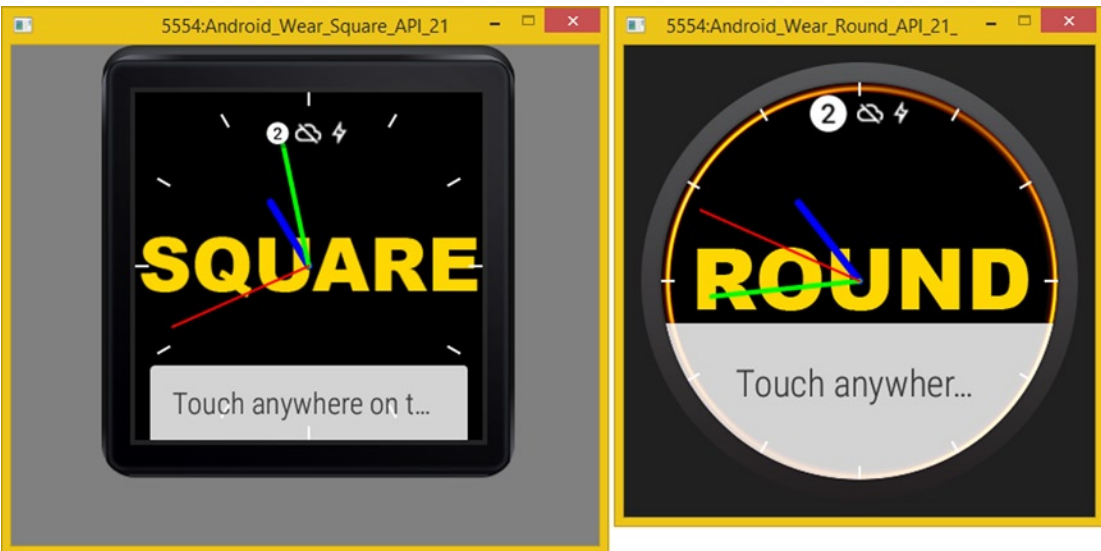 5554:Android_Wear_Square_API_21
2
SQUARE
Touch anywhere on t...
5554:Android_Wear_Round_API_21_
2
ROUND
Touch anywher...